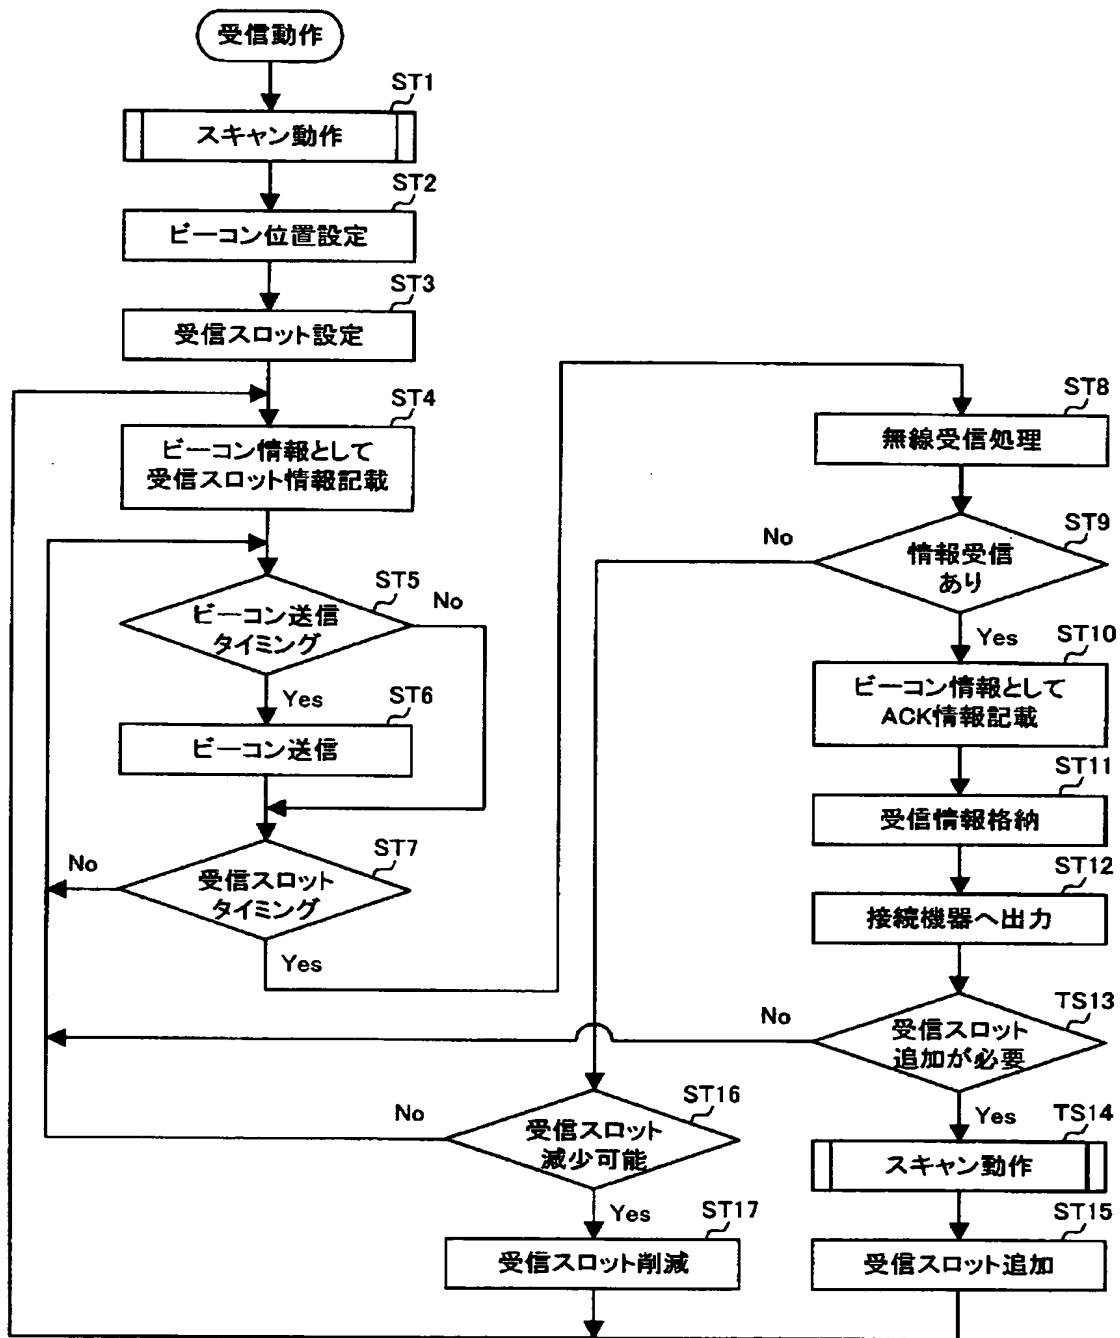 受信動作
ST1
スキャン動作
ST2
ビーコン位置設定
ST3
受信スロット設定
ST4
ビーコン情報として
受信スロット情報記載
ST5
ビーコン送信
タイミング
No
Yes
ST6
ビーコン送信
ST7
受信スロット
タイミング
No
Yes
ST8
無線受信処理
ST9
情報受信
あり
No
Yes
ST10
ビーコン情報として
ACK情報記載
ST11
受信情報格納
ST12
接続機器へ出力
TS13
受信スロット
追加が必要
No
Yes
TS14
スキャン動作
ST15
受信スロット追加
ST16
受信スロット
減少可能
No
Yes
ST17
受信スロット削減